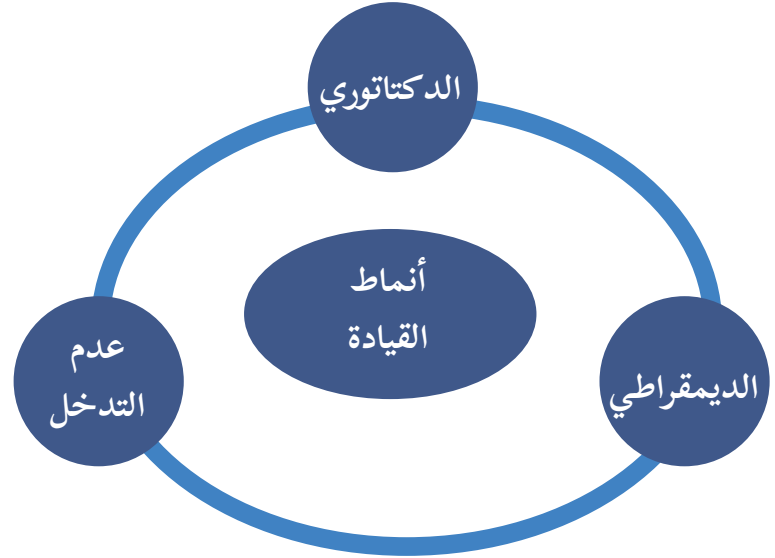 الدكتاتوري
أنماط
القيادة
الديمقراطي
عدم
التدخل